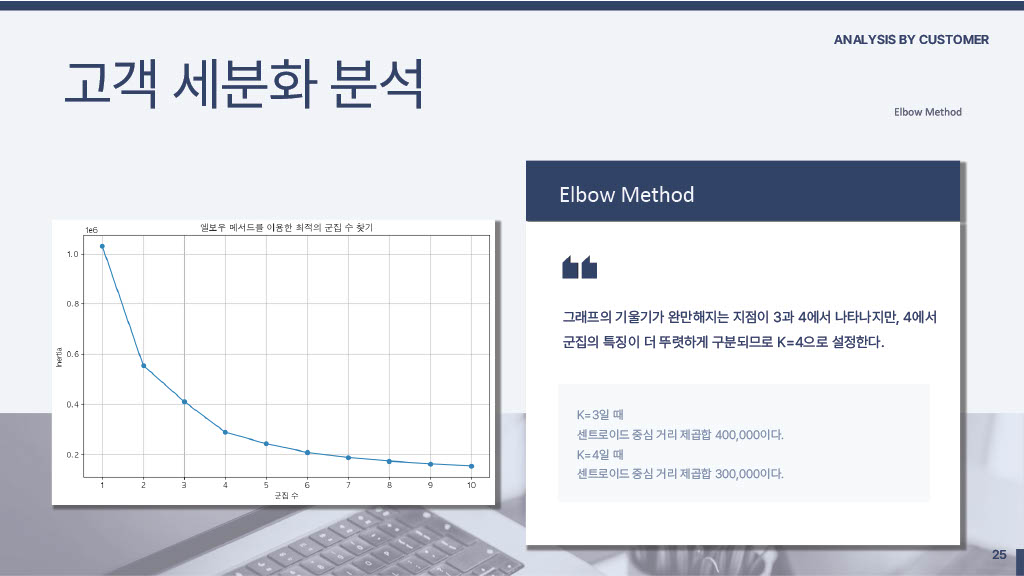 ANALYSIS BY CUSTOMER
고객 세분화 분석
Elbow Method
Elbow Method
엘보우 메서드를 이용한 최적의 군집 수 찾기
1e6
1.0
0.8
0.6
0.4
0.2
Inertia
1 2 3 4 5 6 7 8 9 10
군집 수
그래프의 기울기가 완만해지는 지점이 3과 4에서 나타나지만, 4에서
군집의 특징이 더 뚜렷하게 구분되므로 K=4으로 설정한다.
K=3일 때
센트로이드 중심 거리 제곱합 400,000이다.
K=4일 때
센트로이드 중심 거리 제곱합 300,000이다.
25